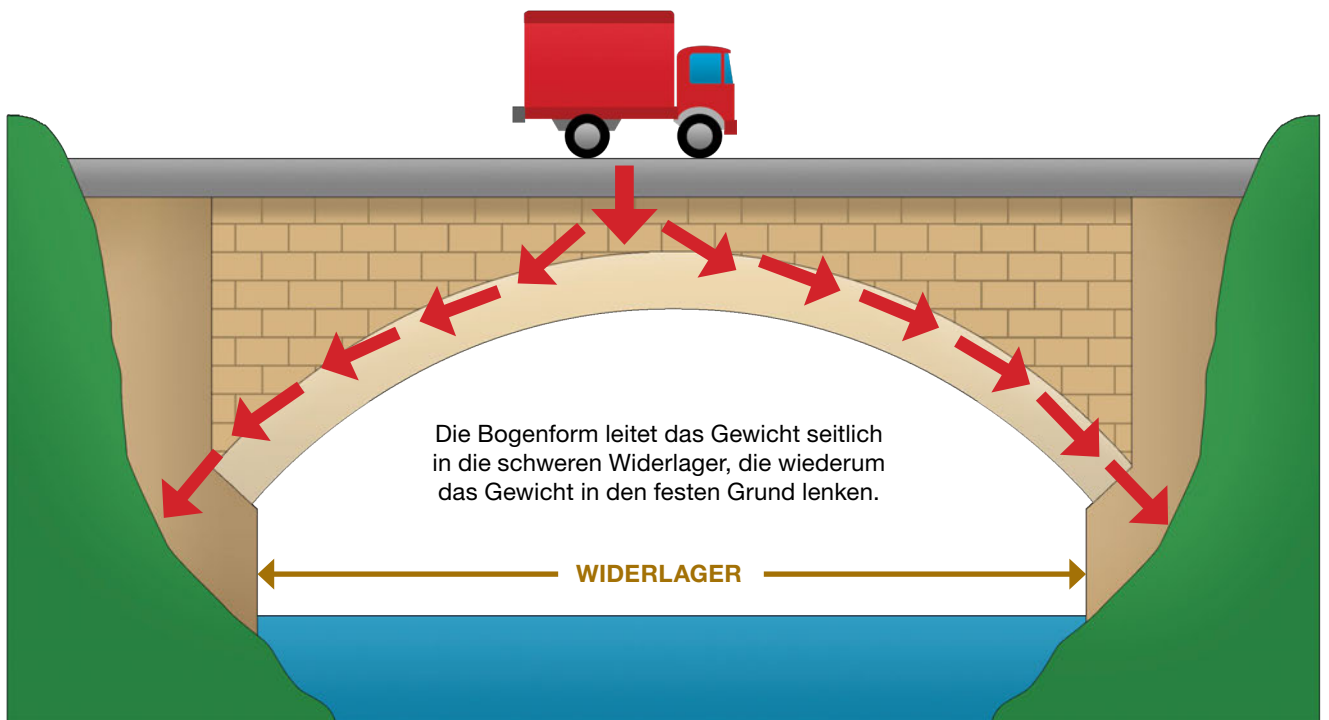 Die Bogenform leitet das Gewicht seitlich
in die schweren Widerlager, die wiederum
das Gewicht in den festen Grund lenken.
WIDERLAGER